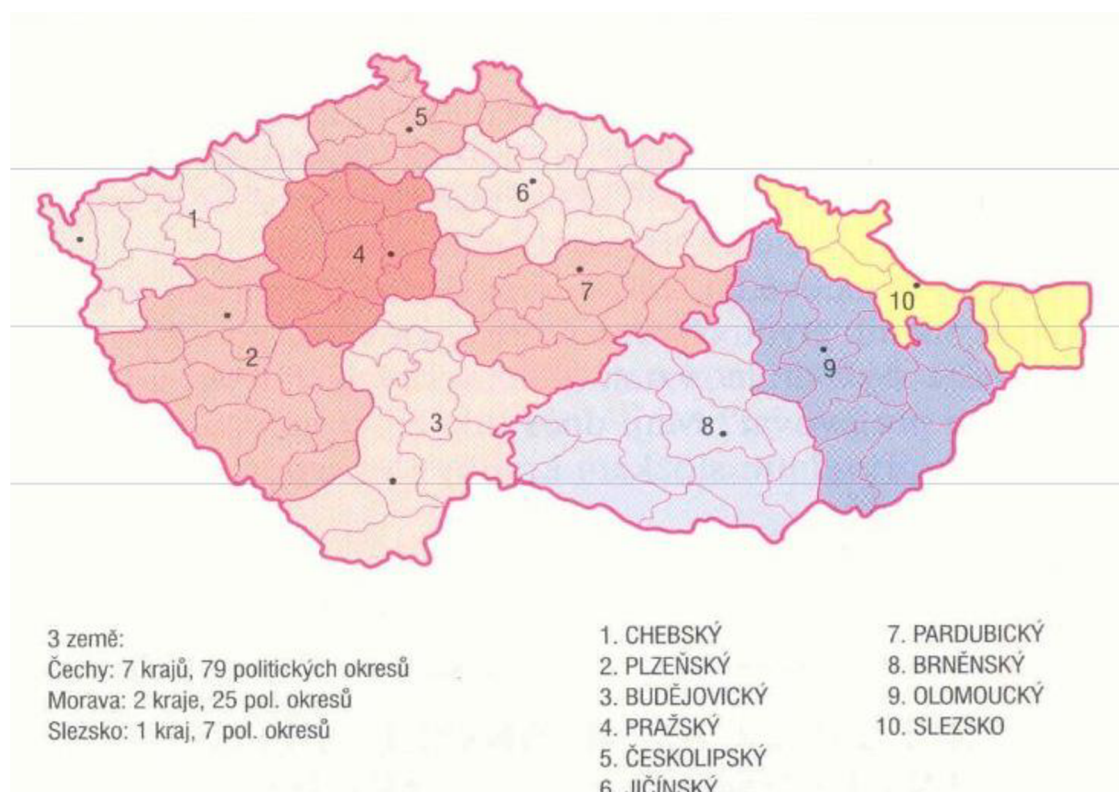 5
6
1
4
10
7
2
9
3
8
3 země:
Čechy: 7 krajů, 79 politických okresů
Morava: 2 kraje, 25 pol. okresů
Slezsko: 1 kraj, 7 pol. okresů
1. CHEBSKÝ
2. PLZEŇSKÝ
3. BUDĚJOVICKÝ
4. PRAŽSKÝ
5. ČESKOLIPSKÝ
6. JIČÍNSKÝ
7. PARDUBICKÝ
8. BRNĚNSKÝ
9. OLOMOUCKÝ
10. SLEZSKO